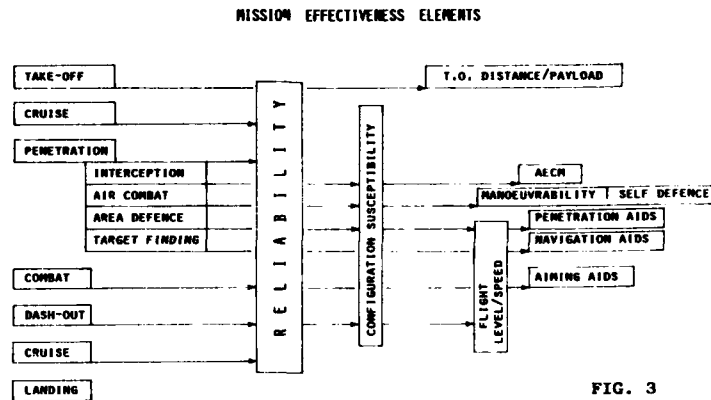 MISSION EFFECTIVENESS ELEMENTS
TAKE-OFF
T.O. DISTANCE/PAYLOAD
CRUISE
PENETRATION
INTERCEPTION
AIR COMBAT
AREA DEFENCE
TARGET FINDING
RELIABILITY
CONFIGURATION SUSCEPTIBILITY
AECM
MANOEUVRABILITY SELF DEFENCE
PENETRATION AIDS
NAVIGATION AIDS
FLIGHT
LEVEL/SPEED
AIMING AIDS
COMBAT
DASH-OUT
CRUISE
LANDING
FIG. 3